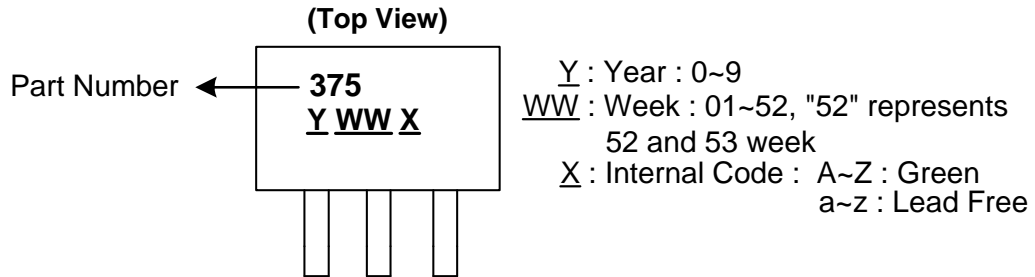 (Top View)
Part Number
375
Y WW X
Y : Year : 0~9
WW : Week : 01~52, "52" represents
52 and 53 week
X : Internal Code : A~Z : Green
a~z : Lead Free